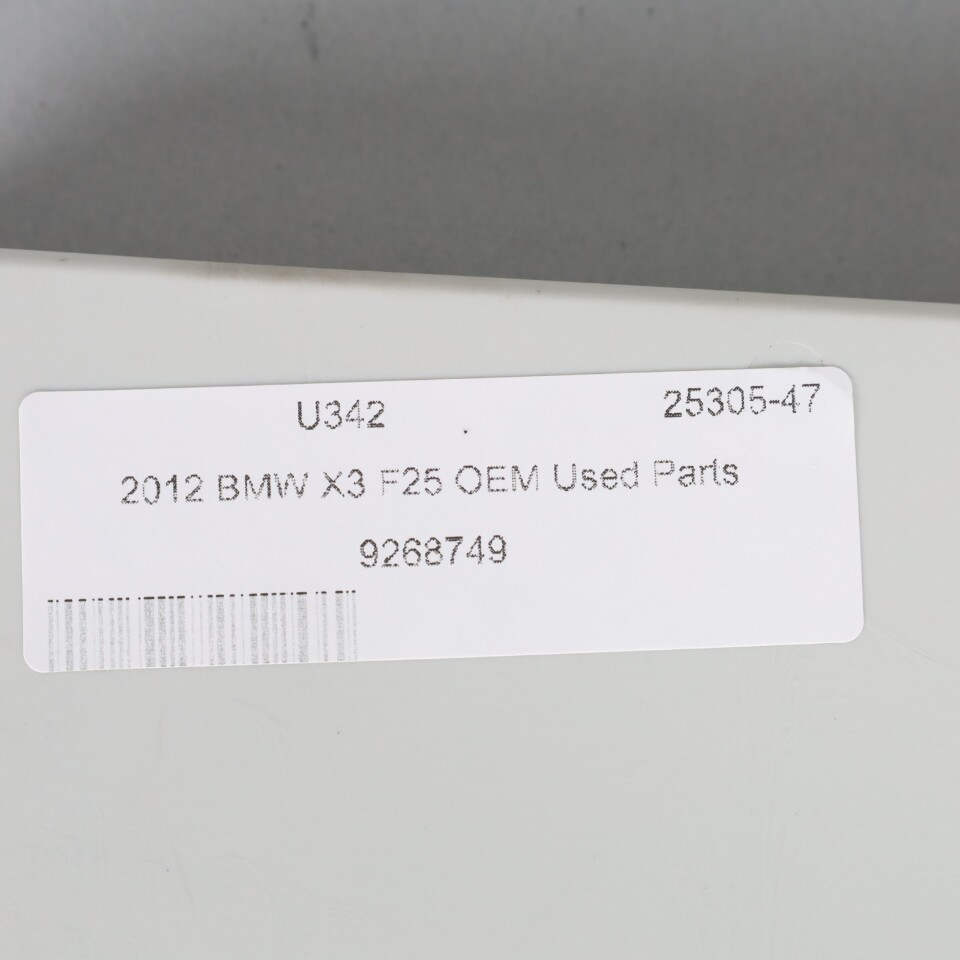 U342 25305-47
2012 BMW X3 F25 OEM Used Parts
9268749